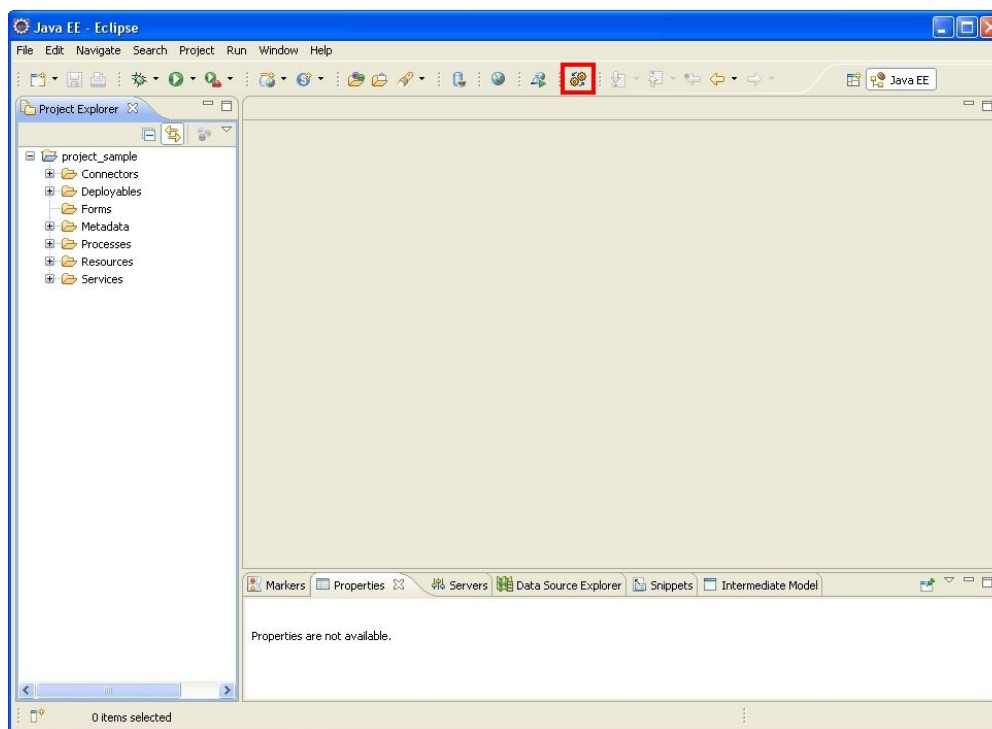 Java EE - Eclipse
File Edit Navigate Search Project Run Window Help
Java EE
Project Explorer
project_sample
Connectors
Deployables
Forms
Metadata
Processes
Resources
Services
Markers Properties Servers Data Source Explorer Snippets Intermediate Model
Properties are not available.
0 items selected